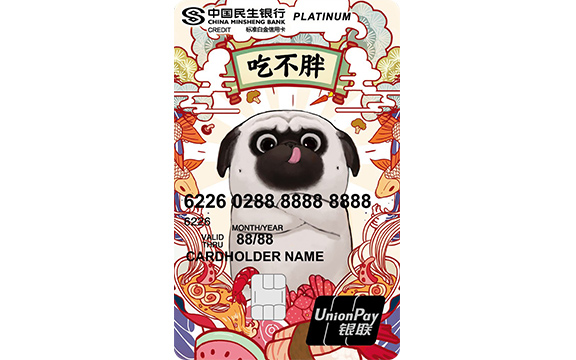 中国民生银行 PLATINUM
CHINA MINSHENG BANK
CREDIT 标准白金信用卡
吃不胖
6226 0288 8888 8888
6226
MONTH/YEAR
VALID THRU 88/88
CARDHOLDER NAME
UnionPay
银联